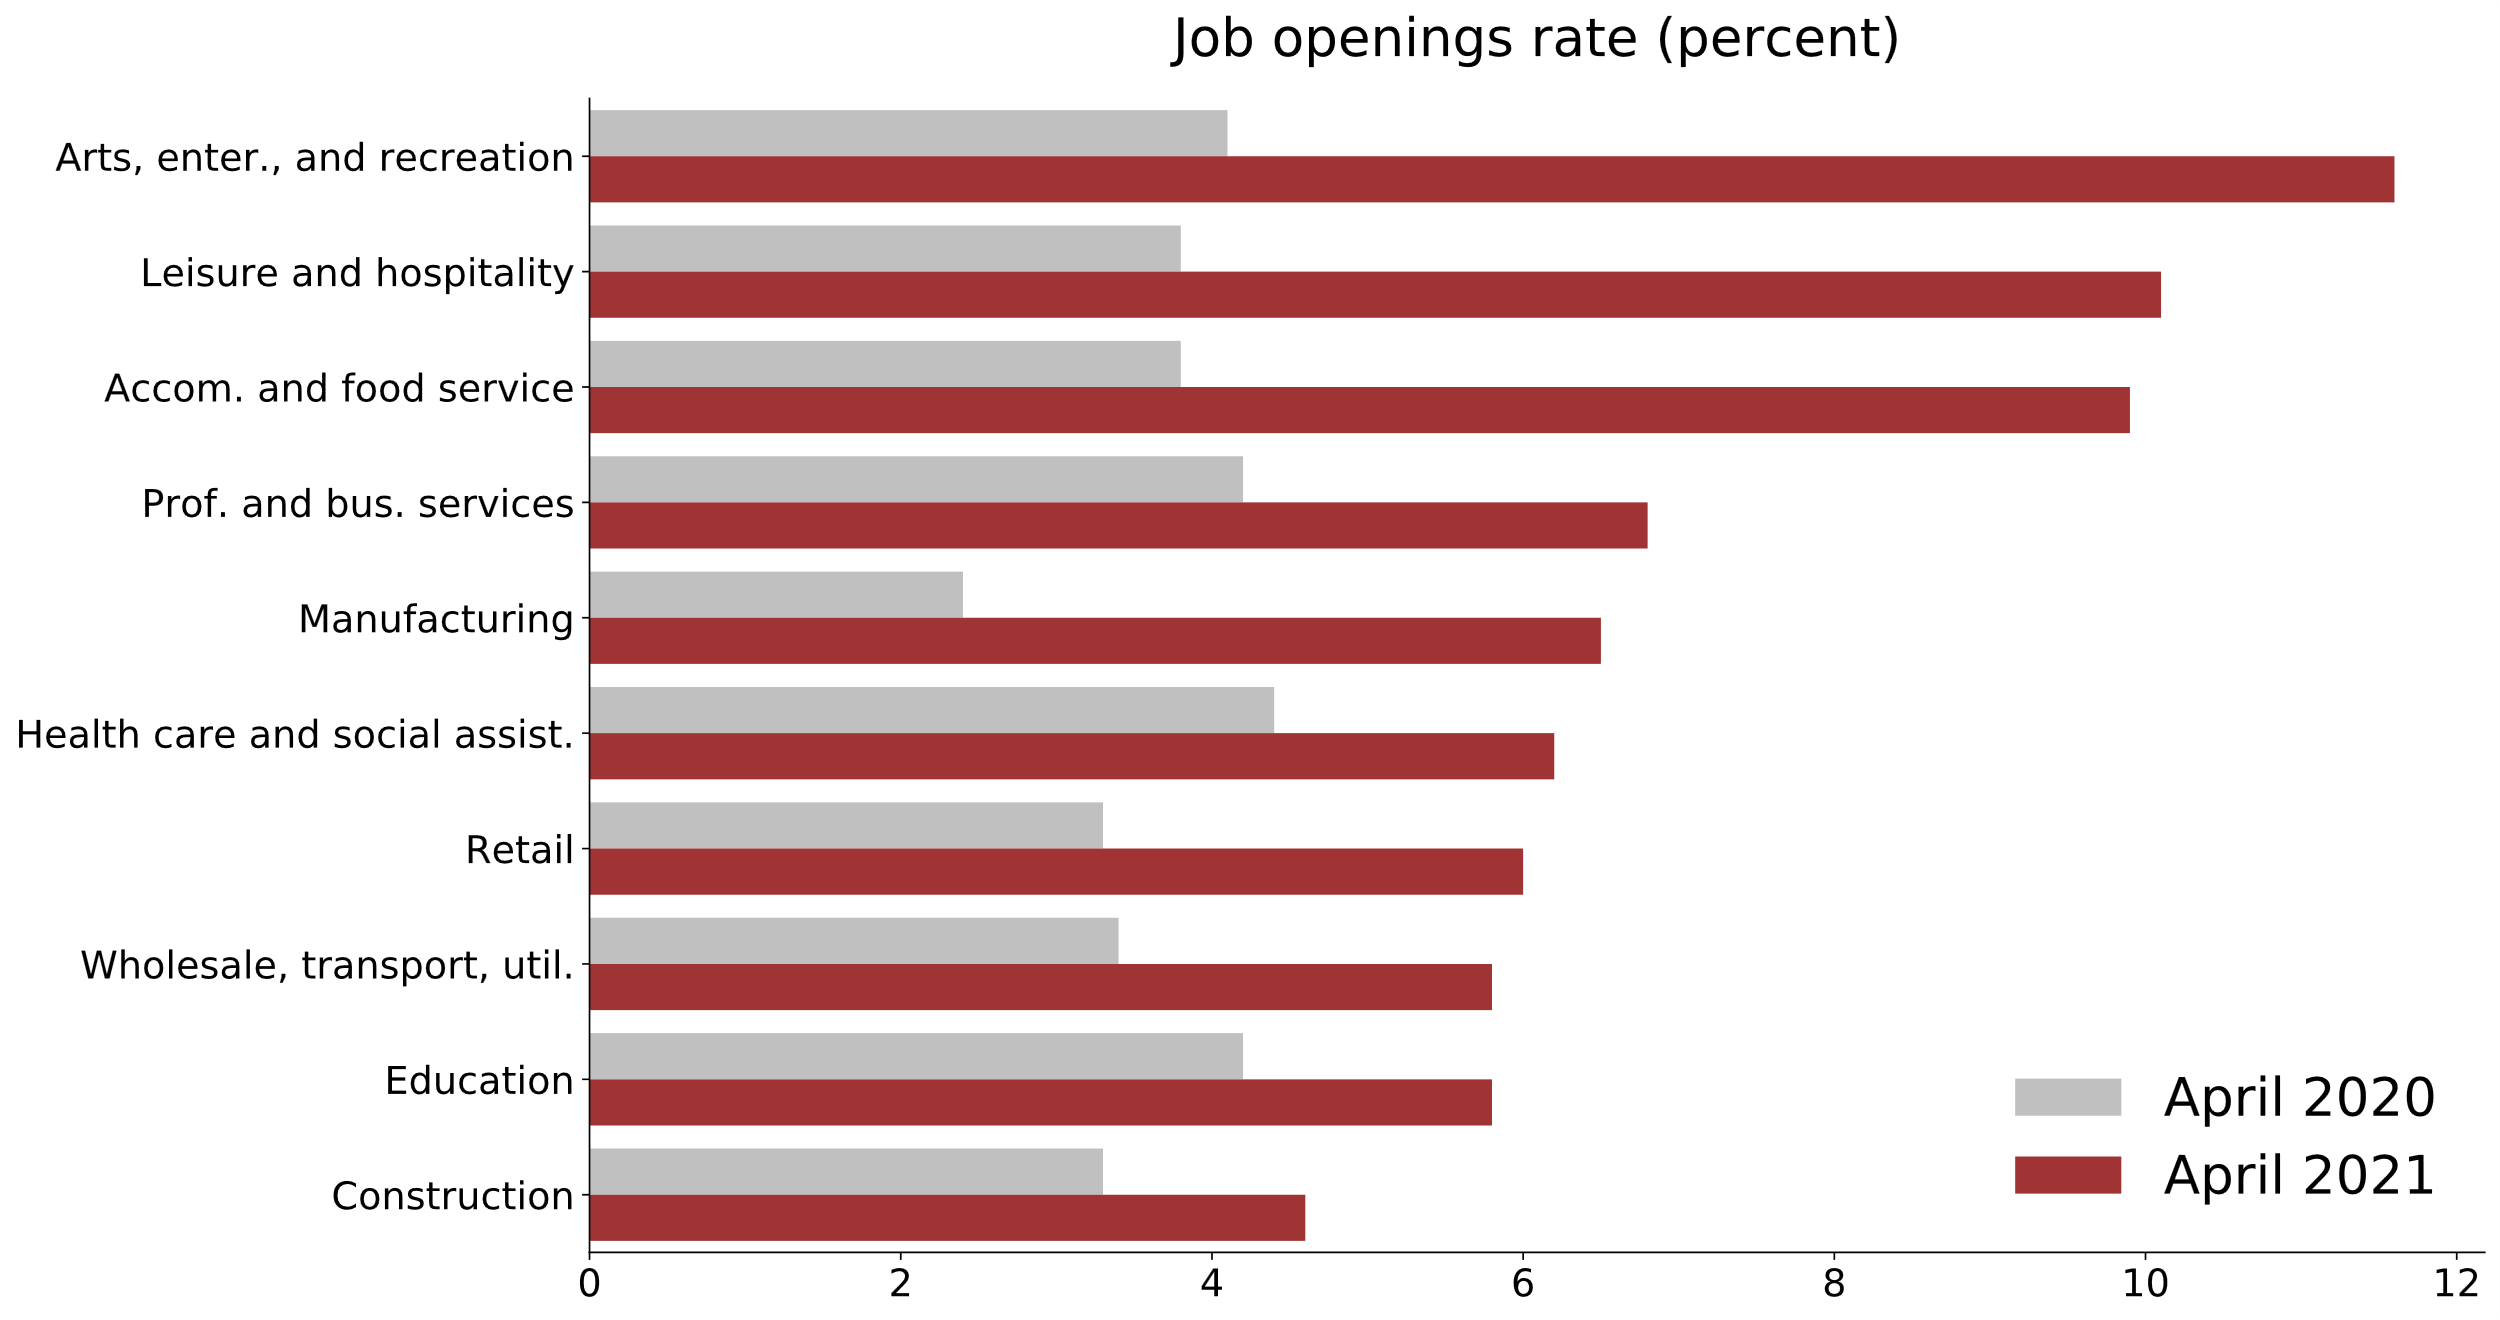 Job openings rate (percent)
Arts, enter., and recreation
Leisure and hospitality
Accom. and food service
Prof. and bus. services
Manufacturing
Health care and social assist.
Retail
Wholesale, transport, util.
Education
Construction
April 2020
April 2021
0 2 4 6 8 10 12